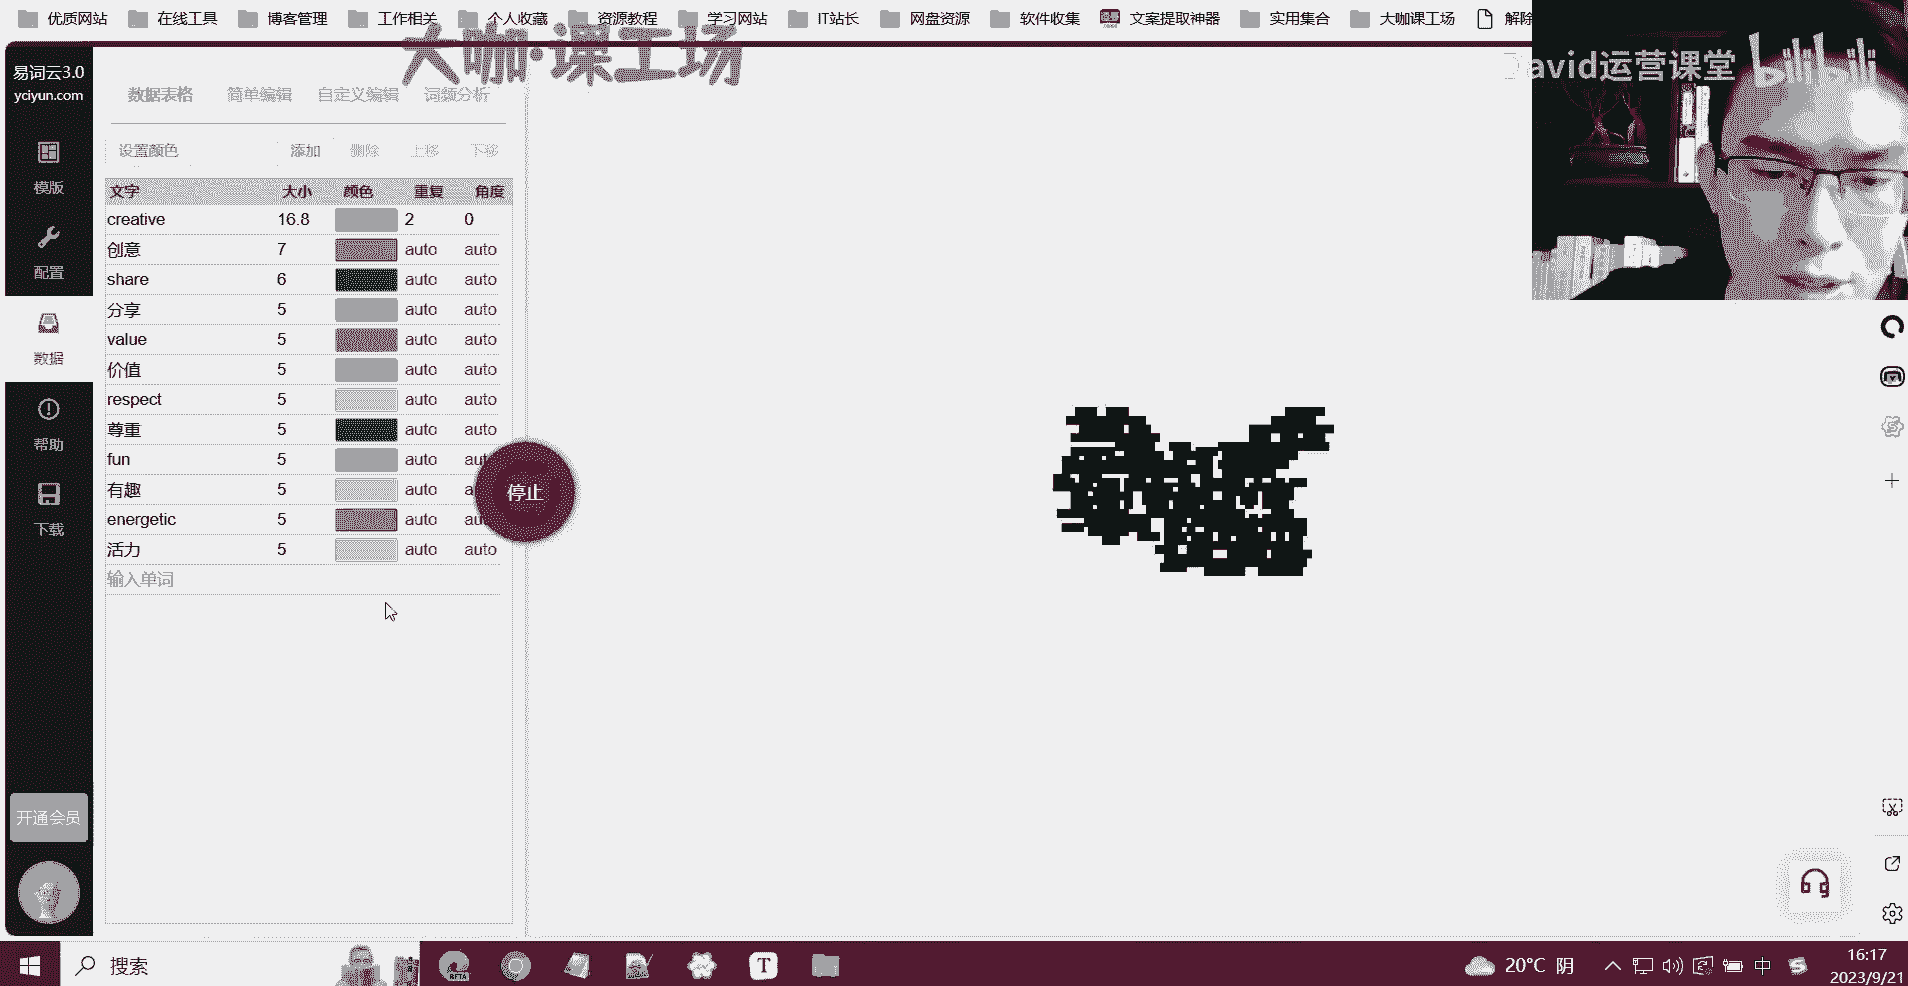 优质网站 在线工具 博客管理 工作相关 个人收藏 资源教程 学习网站 IT站长 网盘资源 软件收集 文案提取神器 实用集合 大咖课工场 解除
大咖·课工场
avid运营课堂 bilibili
易词云3.0
yciyun.com
数据表格 简单编辑 自定义编辑 词频分析
设置颜色 添加 删除 上移 下移
模版
配置
数据
帮助
下载
开通会员
文字 大小 颜色 重复 角度
creative 16.8 2 0
创意 7 auto auto
share 6 auto auto
分享 5 auto auto
value 5 auto auto
价值 5 auto auto
respect 5 auto auto
尊重 5 auto auto
fun 5 auto au
有趣 5 auto a
energetic 5 auto au
活力 5 auto auto
输入单词
停止
搜索
BETA
T
20°C 阴
中
16:17
2023/9/21